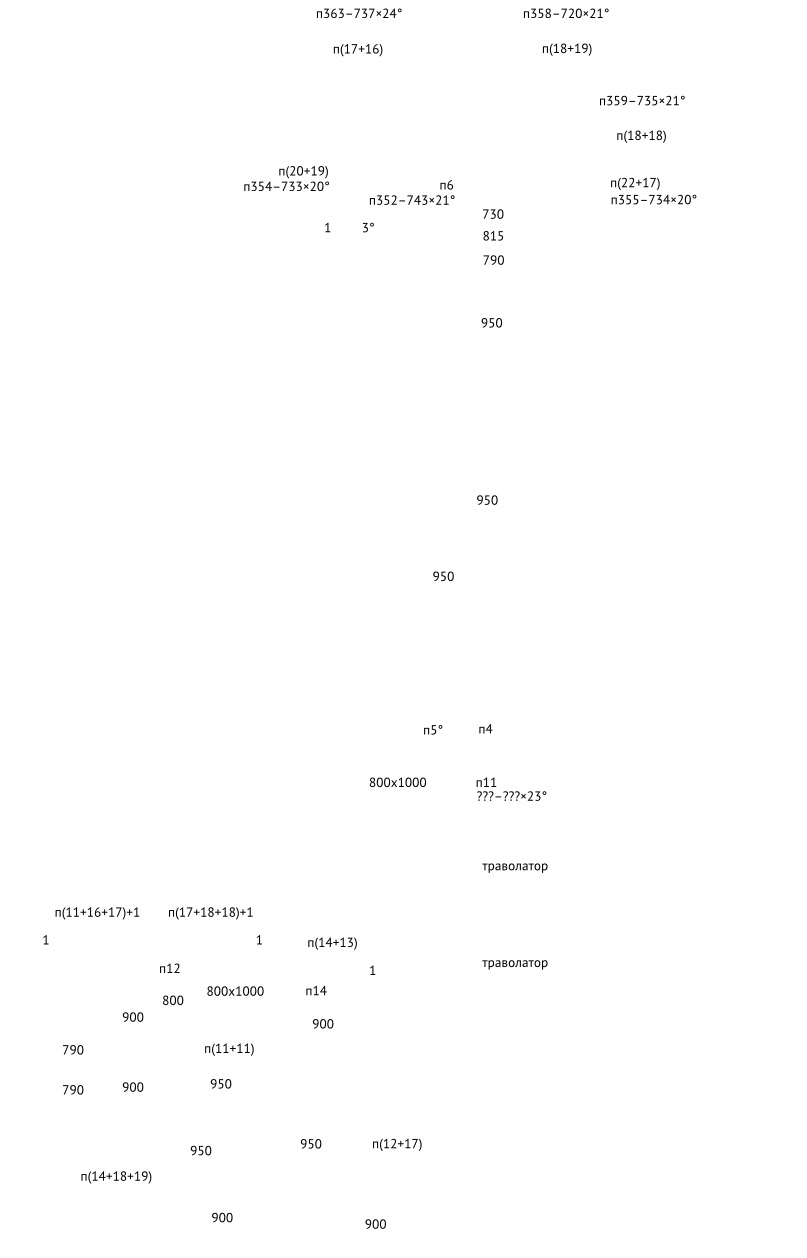 п363–737×24° п358–720×21°
п(17+16) п(18+19)
п359–735×21°
п(18+18)
п(20+19)
п354–733×20° п6 п(22+17)
п352–743×21° п355–734×20°
730
1 3° 815
790
950
950
950
п5° п4
800x1000 п11
???–???×23°
траволатор
п(11+16+17)+1 п(17+18+18)+1
1 1 п(14+13)
п12 1 траволатор
800 800x1000 п14
900 900
790 п(11+11)
790 900 950
950 950 п(12+17)
п(14+18+19)
900 900